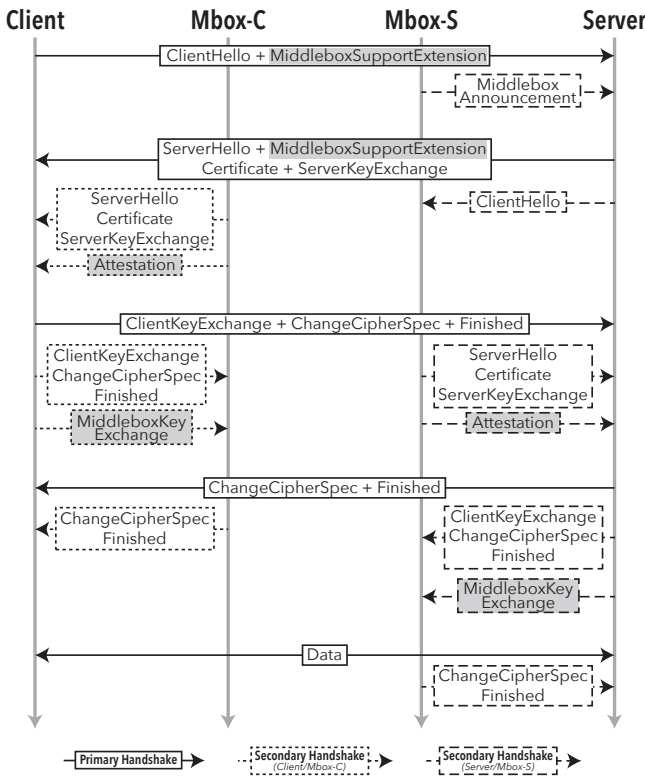 Client Mbox-C Mbox-S Server
ClientHello + MiddleboxSupportExtension
Middlebox
Announcement
ServerHello + MiddleboxSupportExtension
Certificate + ServerKeyExchange
ServerHello
Certificate
ServerKeyExchange
ClientHello
Attestation
ClientKeyExchange + ChangeCipherSpec + Finished
ClientKeyExchange
ChangeCipherSpec
Finished
ServerHello
Certificate
ServerKeyExchange
MiddleboxKey
Exchange
Attestation
ChangeCipherSpec + Finished
ChangeCipherSpec
Finished
ClientKeyExchange
ChangeCipherSpec
Finished
MiddleboxKey
Exchange
Data
ChangeCipherSpec
Finished
Primary Handshake
Secondary Handshake
(Client/Mbox-C)
Secondary Handshake
(Server/Mbox-S)